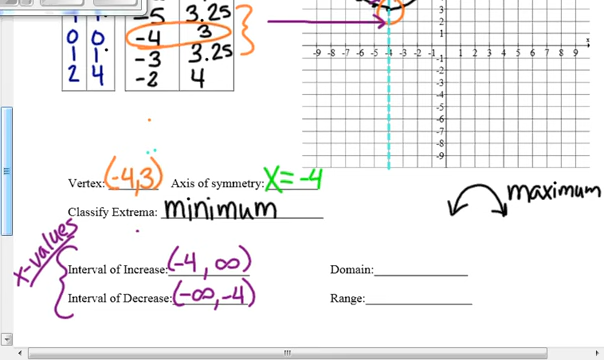 1 1 -5 3.25
0 0 -4 3
1 1 -3 3.25
2 4 -2 4
3
2
1
-9 -8 -7 -6 -5 -4 -3 -2 -1 1 2 3 4 5 6 7 8 9 x
-1
-2
-3
-4
-5
-6
-7
-8
-9
Vertex: (-4,3) Axis of symmetry: x = -4
maximum
Classify Extrema: minimum
x-values
Interval of Increase: (-4, ∞) Domain:
Interval of Decrease: (-∞, -4) Range: